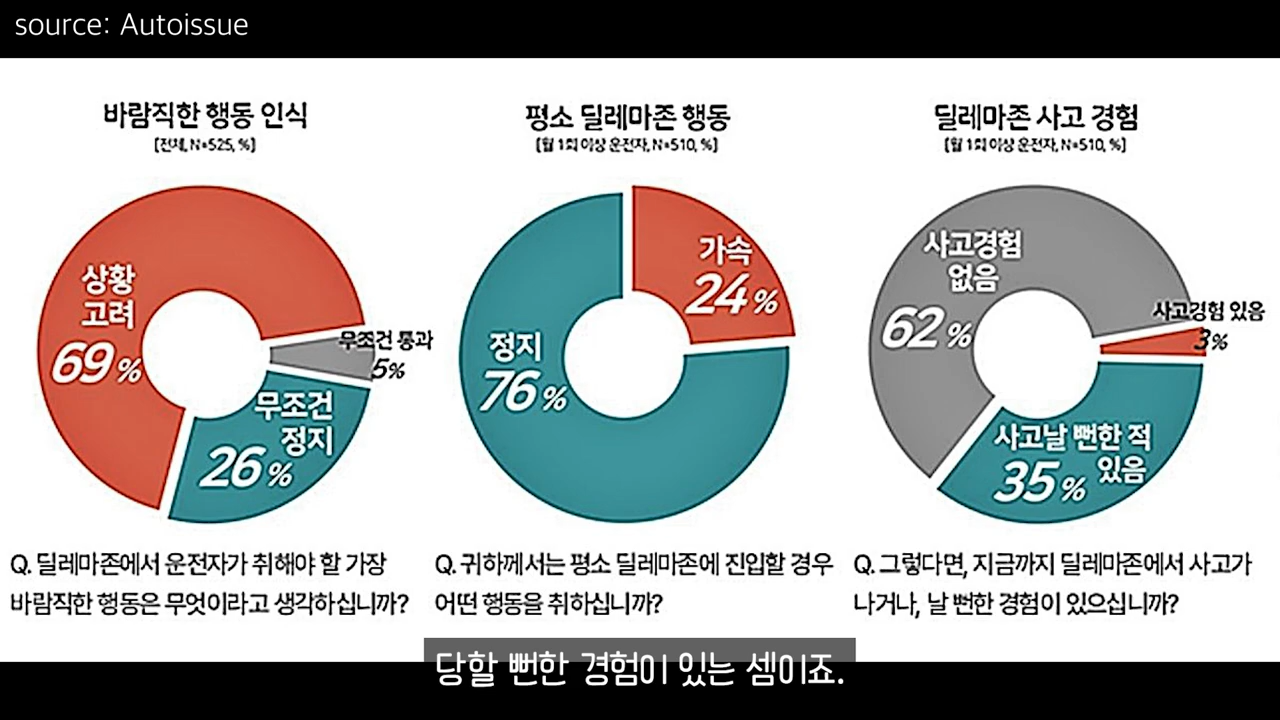 source: Autoissue
바람직한 행동 인식
[전체, N=525, %]
상황
고려
69 %
무조건 통과
5%
무조건
정지
26 %
평소 딜레마존 행동
[월 1회 이상 운전자, N=510, %]
가속
24 %
정지
76 %
딜레마존 사고 경험
[월 1회 이상 운전자, N=510, %]
사고경험
없음
62 %
사고경험 있음
3%
사고날 뻔한 적
있음
35 %
Q. 딜레마존에서 운전자가 취해야 할 가장
바람직한 행동은 무엇이라고 생각하십니까?
Q. 귀하께서는 평소 딜레마존에 진입할 경우
어떤 행동을 취하십니까?
Q. 그렇다면, 지금까지 딜레마존에서 사고가
나거나, 날 뻔한 경험이 있으십니까?
당할 뻔한 경험이 있는 셈이죠.